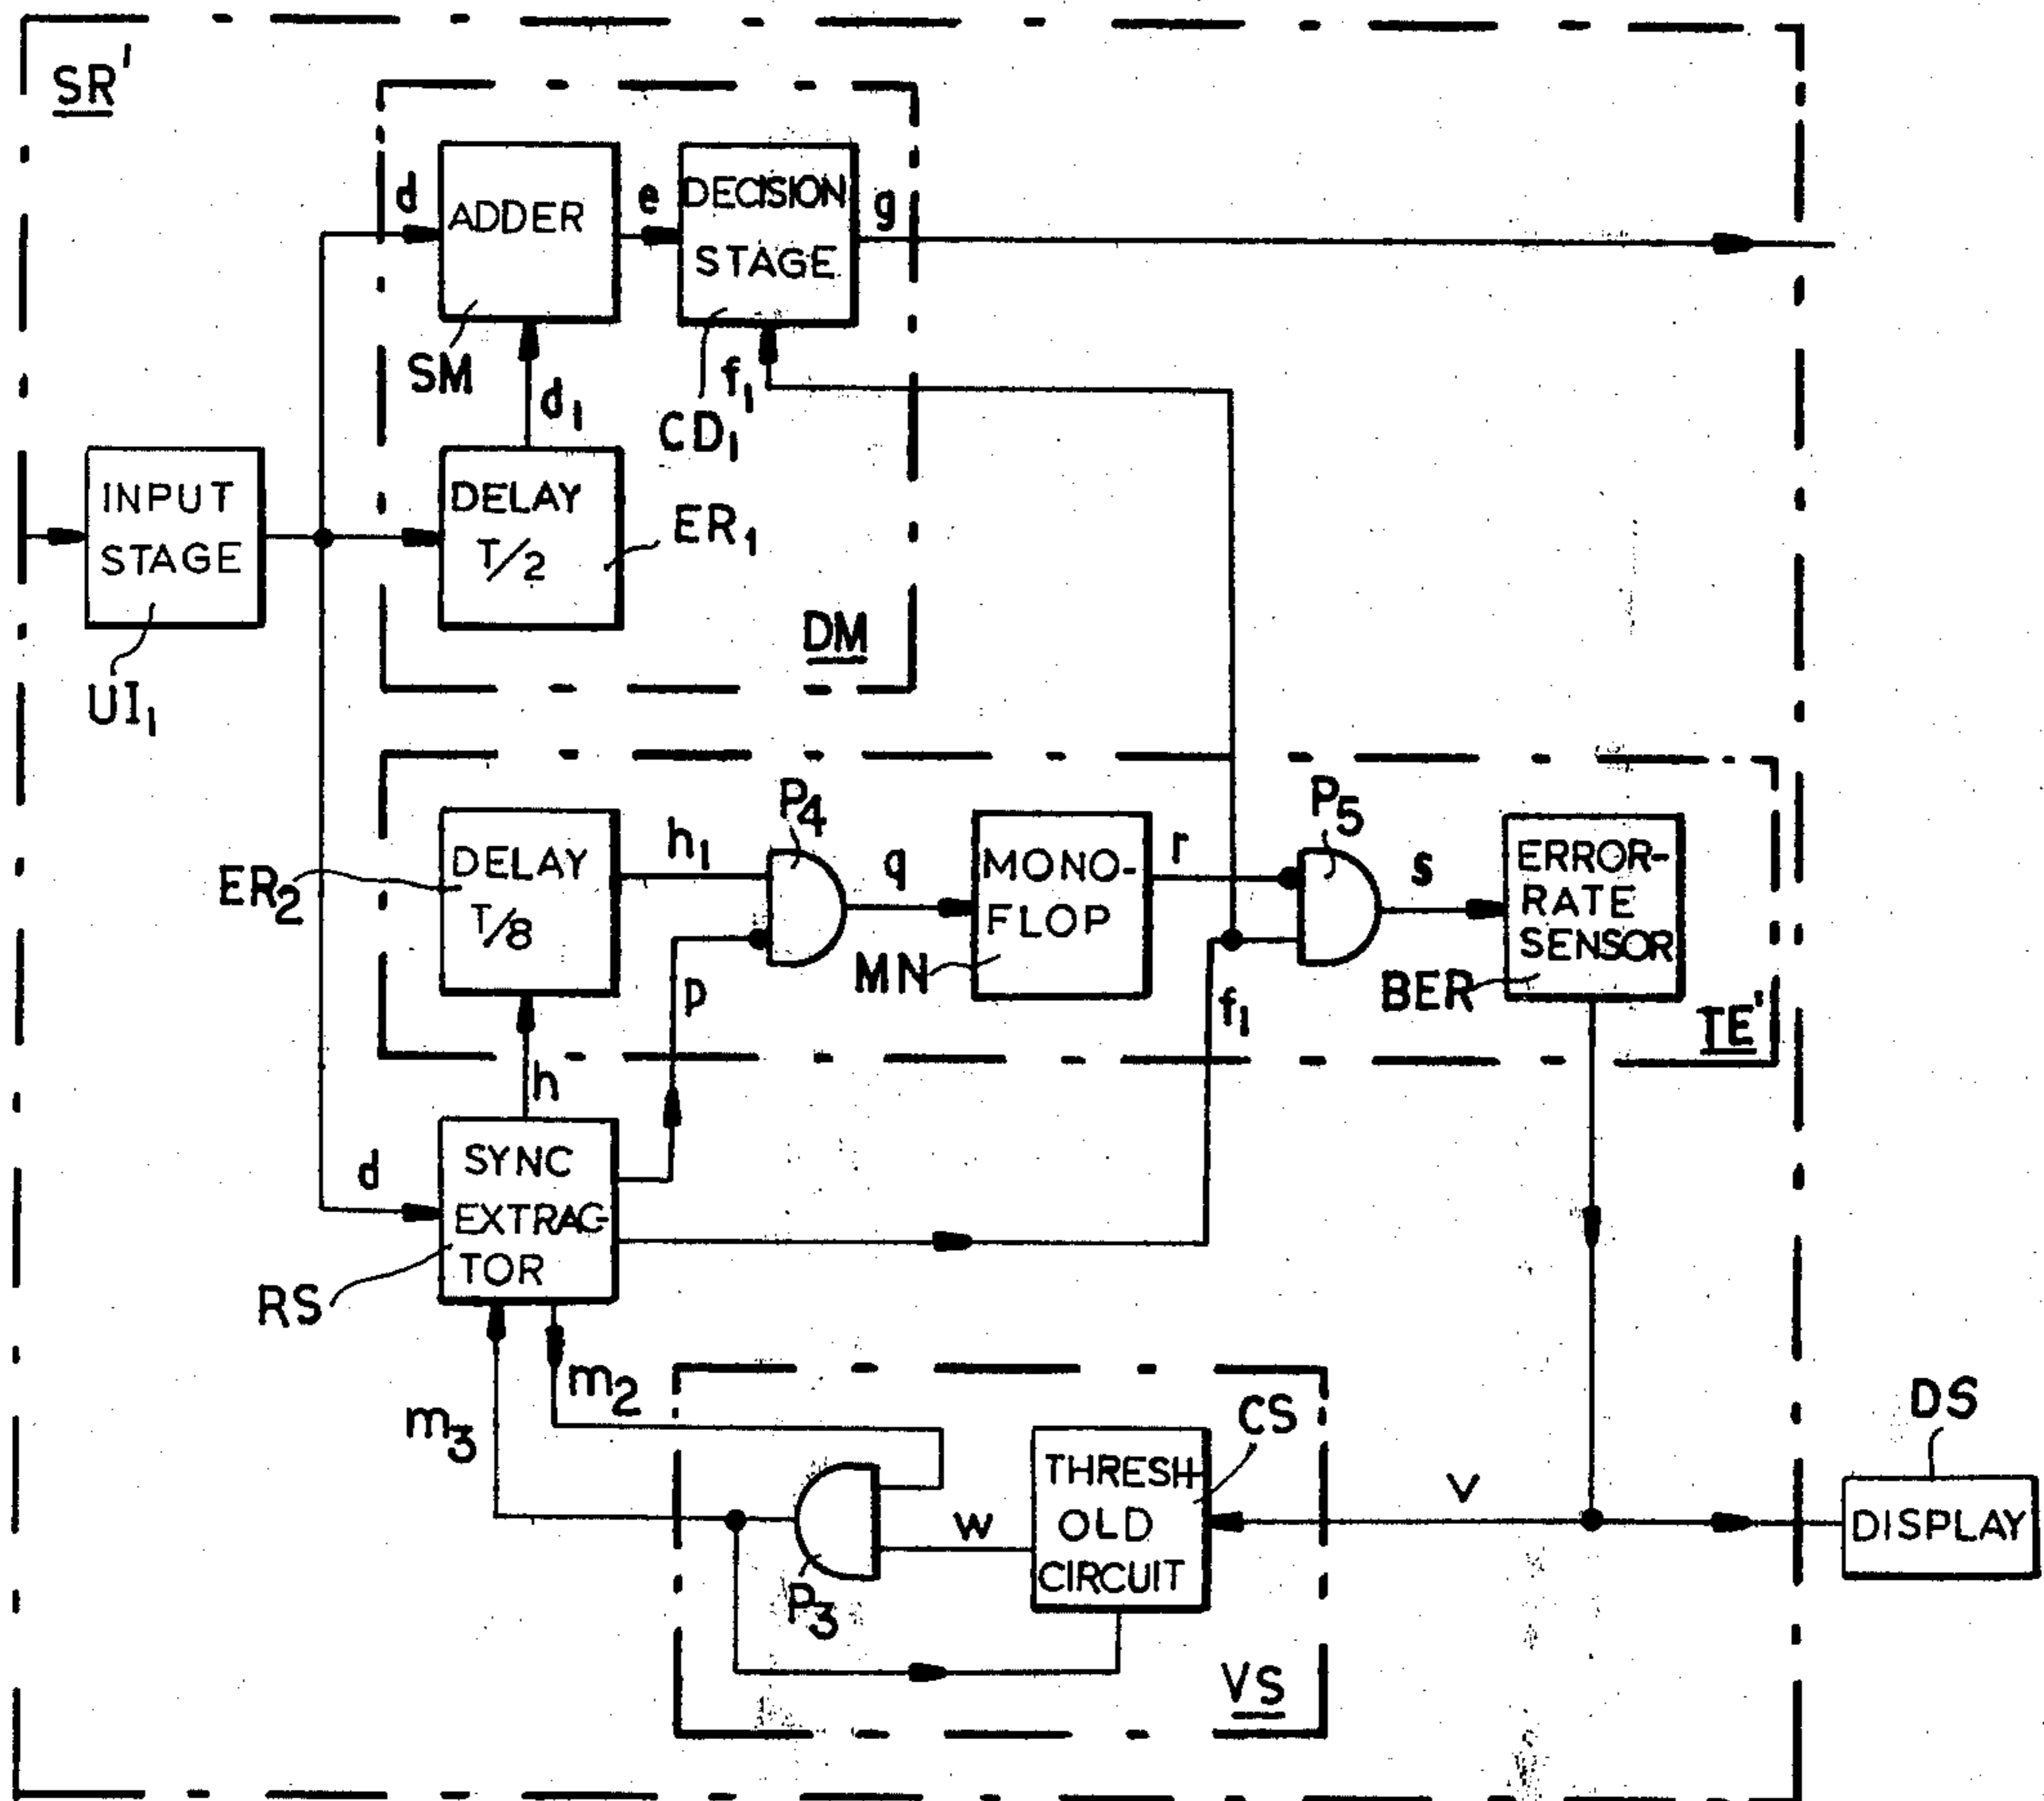 SR'
d
ADDER
e
DECISION
STAGE
g
SM
d1
f1
CD1
INPUT
STAGE
DELAY
T/2
ER1
DM
UI1
ER2
DELAY
T/8
h1
P4
q
MONO-
FLOP
r
P5
s
ERROR-
RATE
SENSOR
MN
p
f1
BER
TE'
h
d
SYNC
EXTRAC-
TOR
RS
m3
m2
CS
THRESH-
OLD
CIRCUIT
w
v
DS
DISPLAY
P3
VS